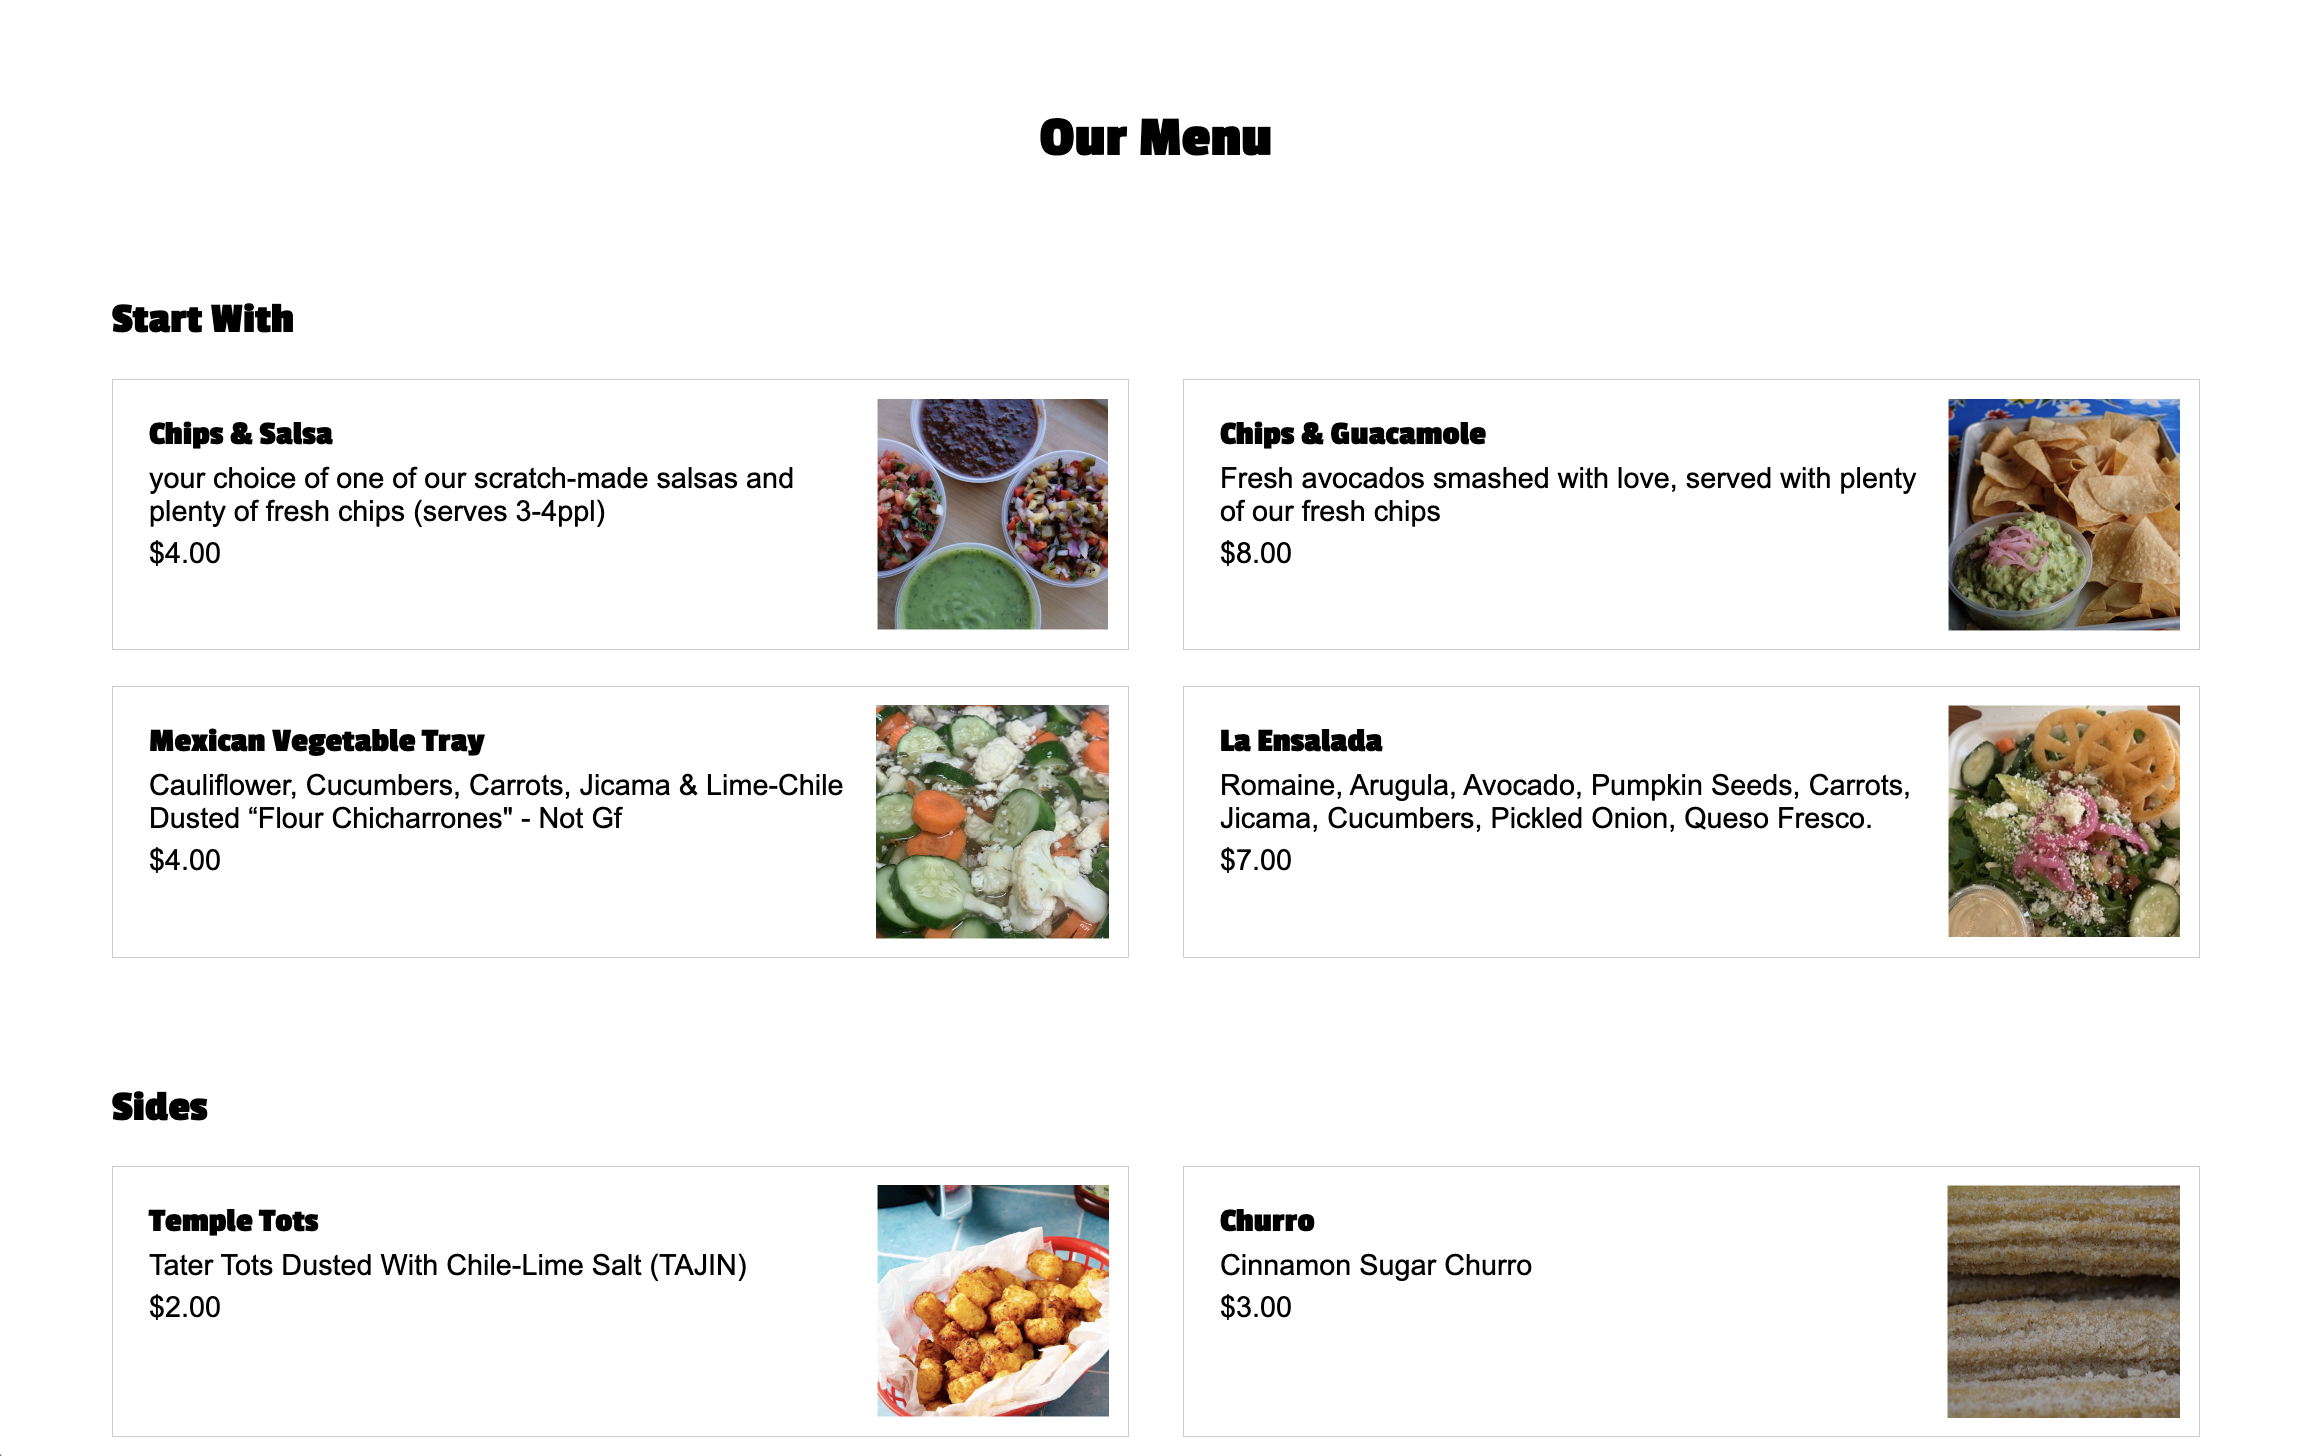 Our Menu
Start With
Chips & Salsa
your choice of one of our scratch-made salsas and
plenty of fresh chips (serves 3-4ppl)
$4.00
Chips & Guacamole
Fresh avocados smashed with love, served with plenty
of our fresh chips
$8.00
Mexican Vegetable Tray
Cauliflower, Cucumbers, Carrots, Jicama & Lime-Chile
Dusted “Flour Chicharrones" - Not Gf
$4.00
La Ensalada
Romaine, Arugula, Avocado, Pumpkin Seeds, Carrots,
Jicama, Cucumbers, Pickled Onion, Queso Fresco.
$7.00
Sides
Temple Tots
Tater Tots Dusted With Chile-Lime Salt (TAJIN)
$2.00
Churro
Cinnamon Sugar Churro
$3.00